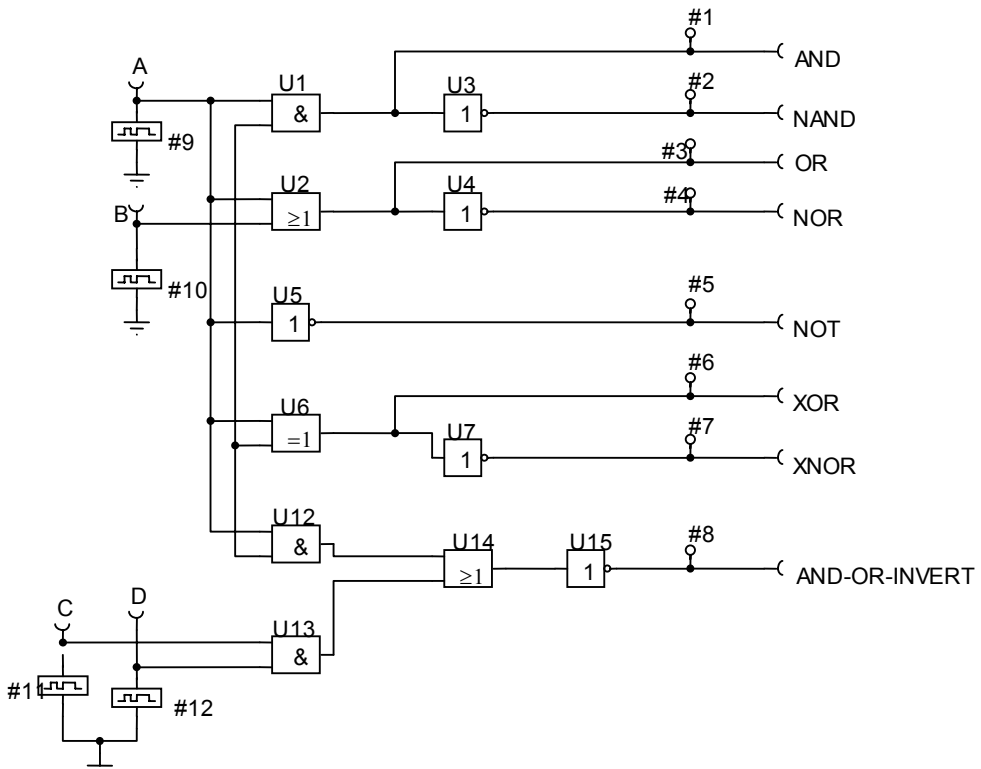 #1
A
AND
U1
&
U3
1
#2
NAND
#9
#3
OR
B
U2
≥1
U4
1
#4
NOR
#10
U5
1
#5
NOT
#6
XOR
U6
=1
U7
1
#7
XNOR
U12
&
U14
≥1
U15
1
#8
AND-OR-INVERT
C
D
U13
&
#11
#12